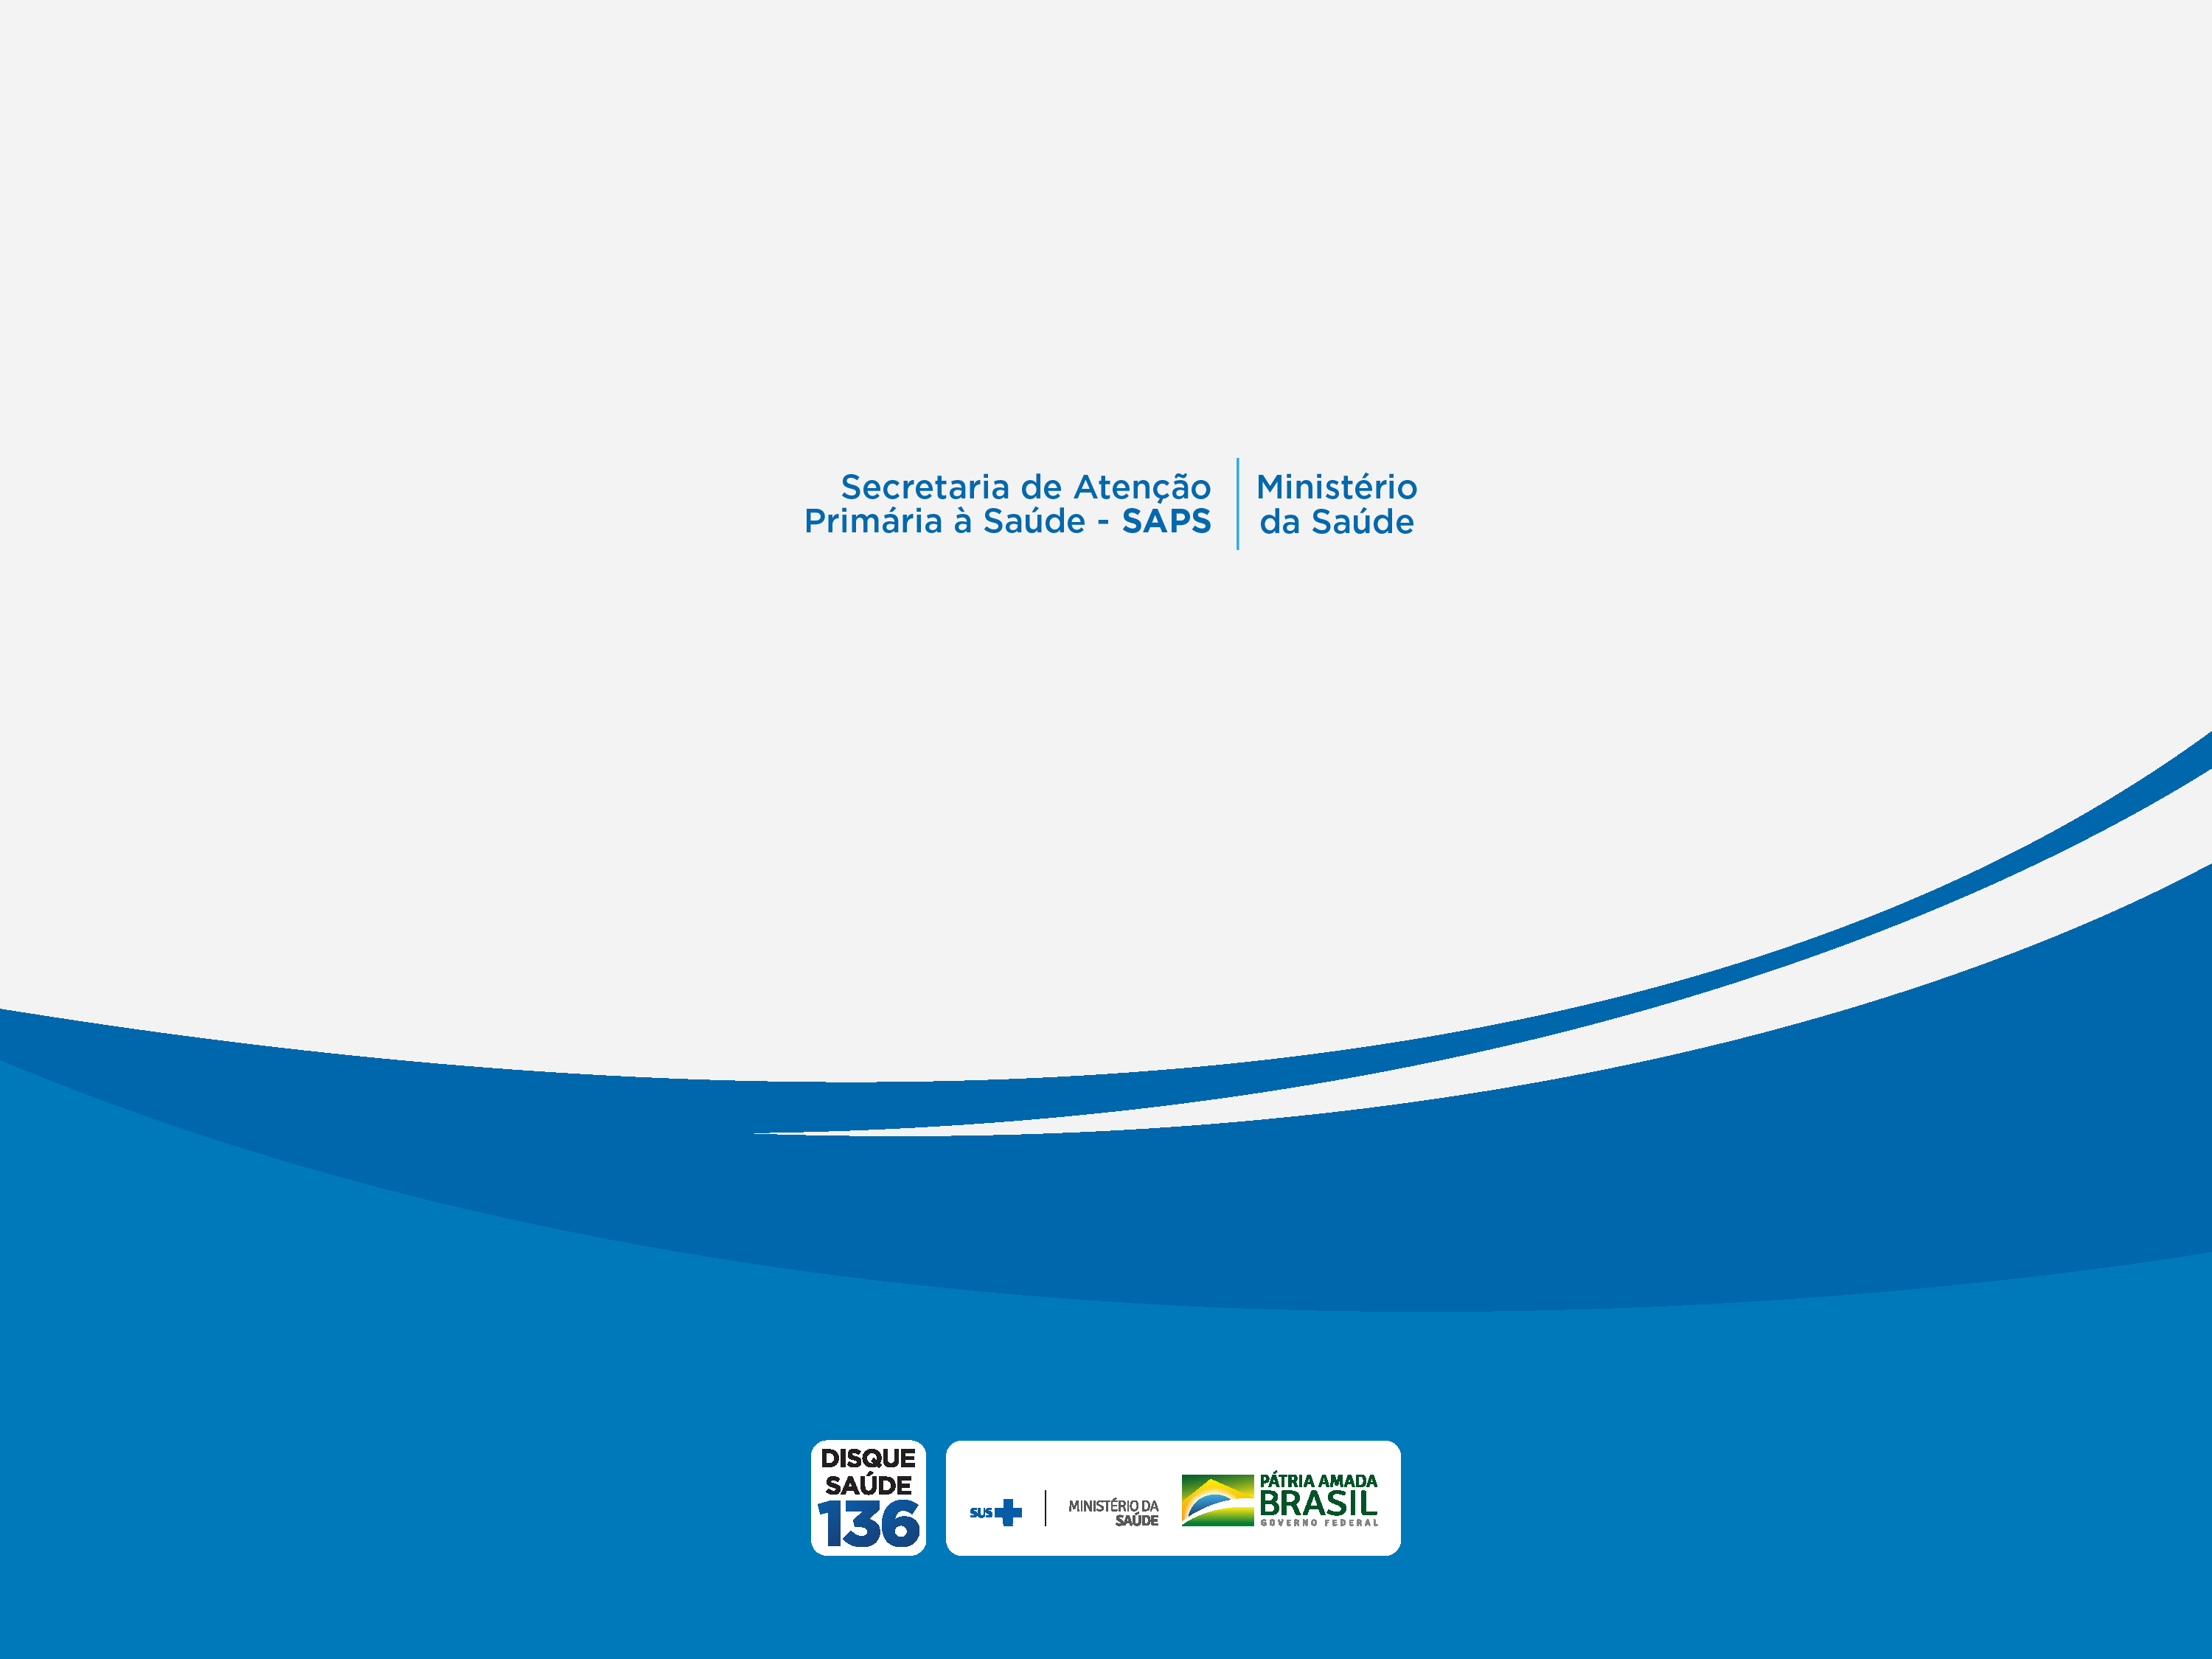 Secretaria de Atenção
Primária à Saúde - SAPS
Ministério
da Saúde
DISQUE
SAÚDE
136
SUS
MINISTÉRIO DA
SAÚDE
PÁTRIA AMADA
BRASIL
GOVERNO FEDERAL